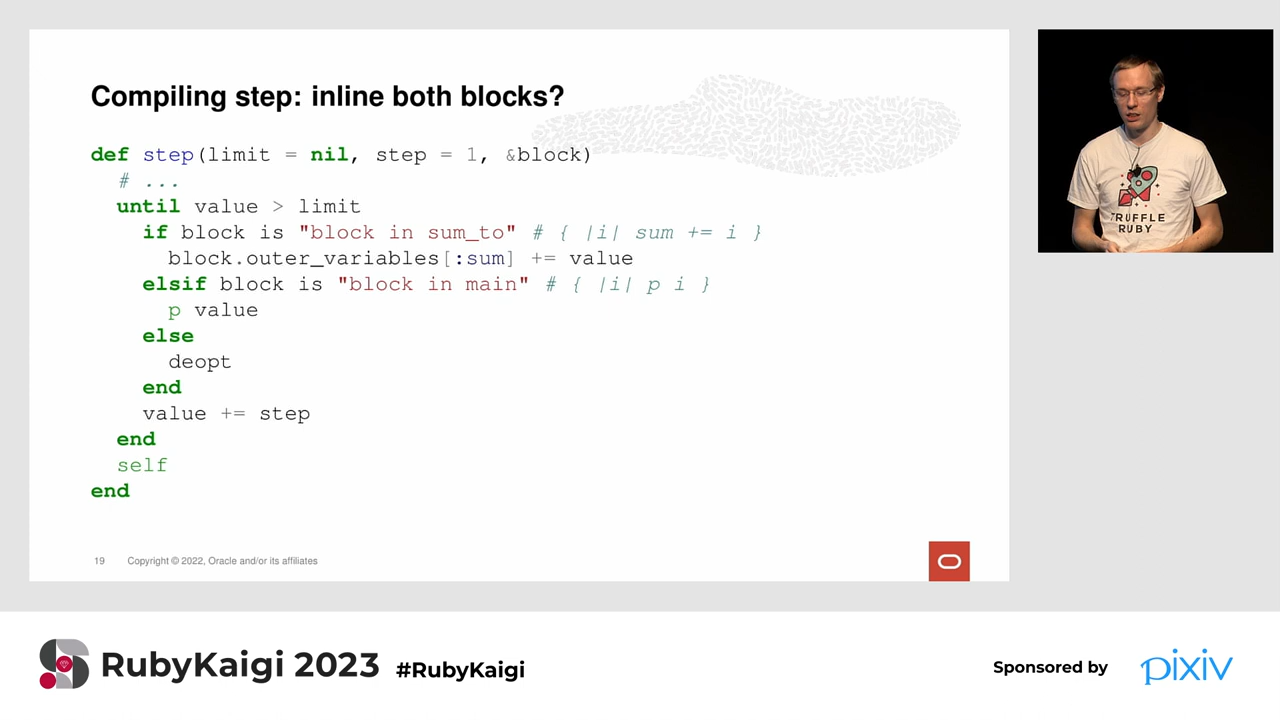 Compiling step: inline both blocks?
def step(limit = nil, step = 1, &block)
# ...
until value > limit
if block is "block in sum_to" # { |i| sum += i }
block.outer_variables[:sum] += value
elsif block is "block in main" # { |i| p i }
p value
else
deopt
end
value += step
end
self
end
19 Copyright © 2022, Oracle and/or its affiliates
TRUFFLE
RUBY
RubyKaigi 2023 #RubyKaigi
Sponsored by pixiv